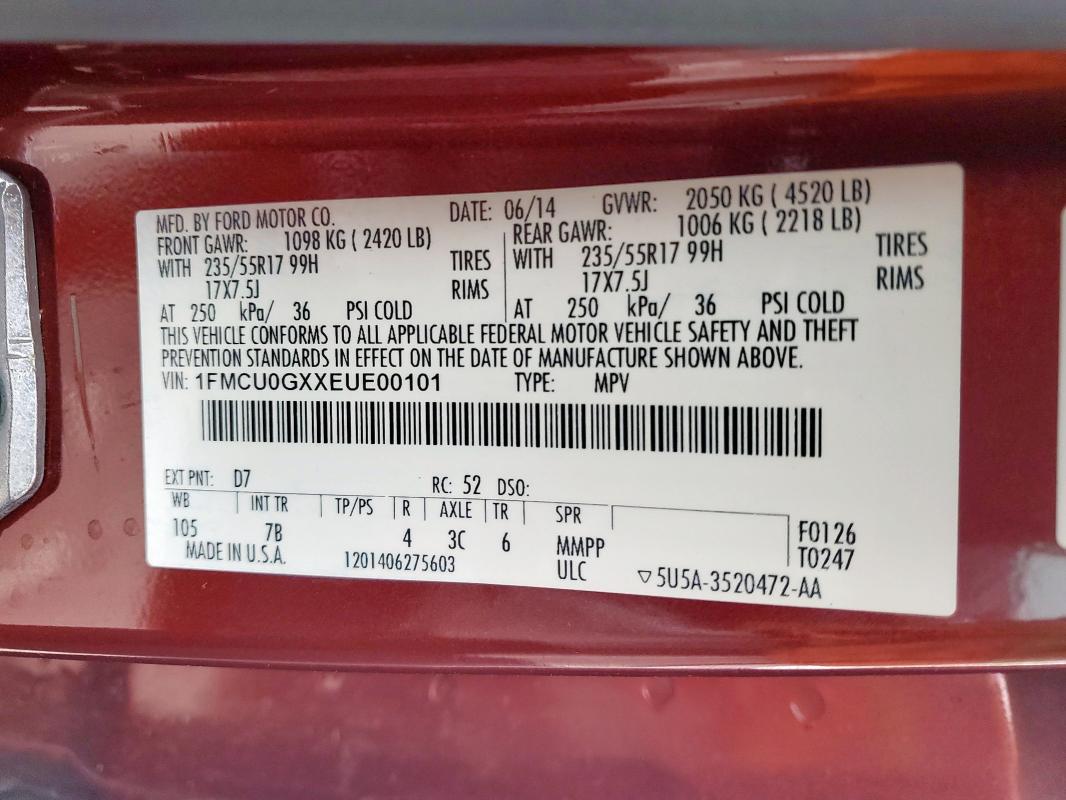 MFD. BY FORD MOTOR CO. DATE: 06/14 GVWR: 2050 KG ( 4520 LB)
FRONT GAWR: 1098 KG ( 2420 LB) REAR GAWR: 1006 KG ( 2218 LB)
WITH 235/55R17 99H TIRES WITH 235/55R17 99H TIRES
17X7.5J RIMS 17X7.5J RIMS
AT 250 kPa/ 36 PSI COLD AT 250 kPa/ 36 PSI COLD
THIS VEHICLE CONFORMS TO ALL APPLICABLE FEDERAL MOTOR VEHICLE SAFETY AND THEFT
PREVENTION STANDARDS IN EFFECT ON THE DATE OF MANUFACTURE SHOWN ABOVE.
VIN: 1FMCU0GXXEUE00101 TYPE: MPV
EXT PNT: D7 RC: 52 DSO:
WB INT TR TP/PS R AXLE TR SPR
105 7B 4 3C 6 MMPP F0126
MADE IN U.S.A. 1201406275603 ULC T0247
▽5U5A-3520472-AA